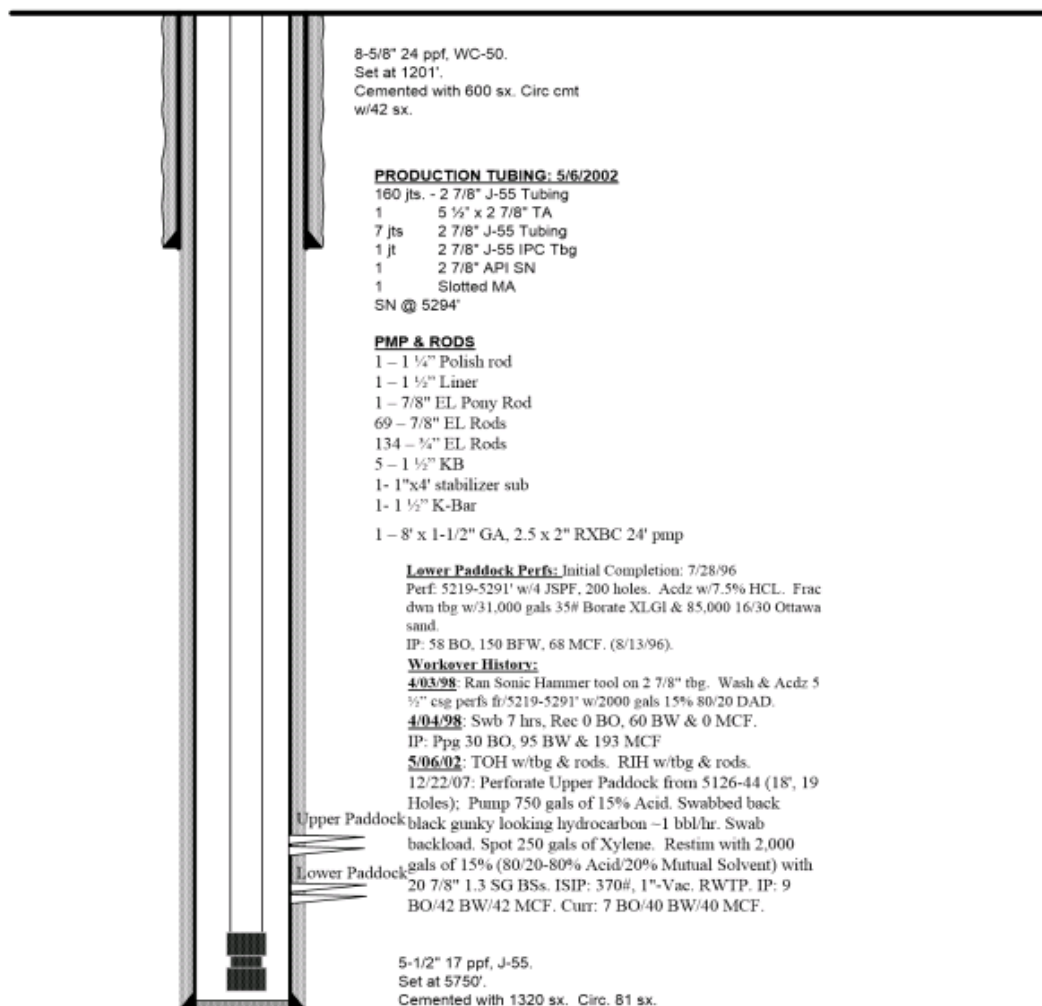 8-5/8" 24 ppf, WC-50.
Set at 1201'.
Cemented with 600 sx. Circ cmt
w/42 sx.
PRODUCTION TUBING: 5/6/2002
160 jts. - 2 7/8" J-55 Tubing
1 5 ½" x 2 7/8" TA
7 jts 2 7/8" J-55 Tubing
1 jt 2 7/8" J-55 IPC Tbg
1 2 7/8" API SN
1 Slotted MA
SN @ 5294'
PMP & RODS
1 – 1 ¼" Polish rod
1 – 1 ½" Liner
1 – 7/8" EL Pony Rod
69 – 7/8" EL Rods
134 – ¾" EL Rods
5 – 1 ½" KB
1- 1"x4' stabilizer sub
1- 1 ½" K-Bar
1 – 8' x 1-1/2" GA, 2.5 x 2" RXBC 24' pmp
Lower Paddock Perfs: Initial Completion: 7/28/96
Perf: 5219-5291' w/4 JSPF, 200 holes. Acdz w/7.5% HCL. Frac
dwn tbg w/31,000 gals 35# Borate XLGl & 85,000 16/30 Ottawa
sand.
IP: 58 BO, 150 BFW, 68 MCF. (8/13/96).
Workover History:
4/03/98: Ran Sonic Hammer tool on 2 7/8" tbg. Wash & Acdz 5
½" csg perfs fr/5219-5291' w/2000 gals 15% 80/20 DAD.
4/04/98: Swb 7 hrs, Rec 0 BO, 60 BW & 0 MCF.
IP: Ppg 30 BO, 95 BW & 193 MCF
5/06/02: TOH w/tbg & rods. RIH w/tbg & rods.
12/22/07: Perforate Upper Paddock from 5126-44 (18', 19
Holes); Pump 750 gals of 15% Acid. Swabbed back
black gunky looking hydrocarbon ~1 bbl/hr. Swab
backload. Spot 250 gals of Xylene. Restim with 2,000
gals of 15% (80/20-80% Acid/20% Mutual Solvent) with
20 7/8" 1.3 SG BSs. ISIP: 370#, 1"-Vac. RWTP. IP: 9
BO/42 BW/42 MCF. Curr: 7 BO/40 BW/40 MCF.
Upper Paddock
Lower Paddock
5-1/2" 17 ppf, J-55.
Set at 5750'.
Cemented with 1320 sx. Circ. 81 sx.